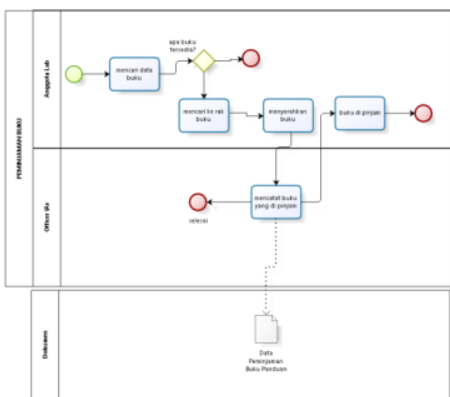 PEMINJAMAN BUKU
Anggota Lab
apa buku
tersedia?
mencari data
buku
mencari ke rak
buku
menyerahkan
buku
buku di pinjam
Officer lAs
mencatat buku
yang di pinjam
selesai
Dokumen
Data
Peminjaman
Buku Panduan